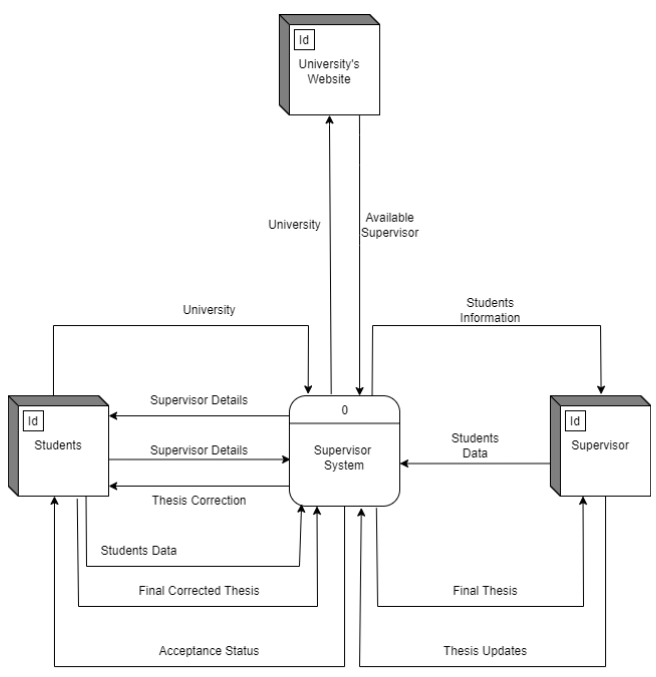 Id
University's
Website
University
Available
Supervisor
University
Students
Information
Supervisor Details
0
Id
Students
Supervisor Details
Supervisor
System
Students
Data
Id
Supervisor
Thesis Correction
Students Data
Final Corrected Thesis
Final Thesis
Acceptance Status
Thesis Updates